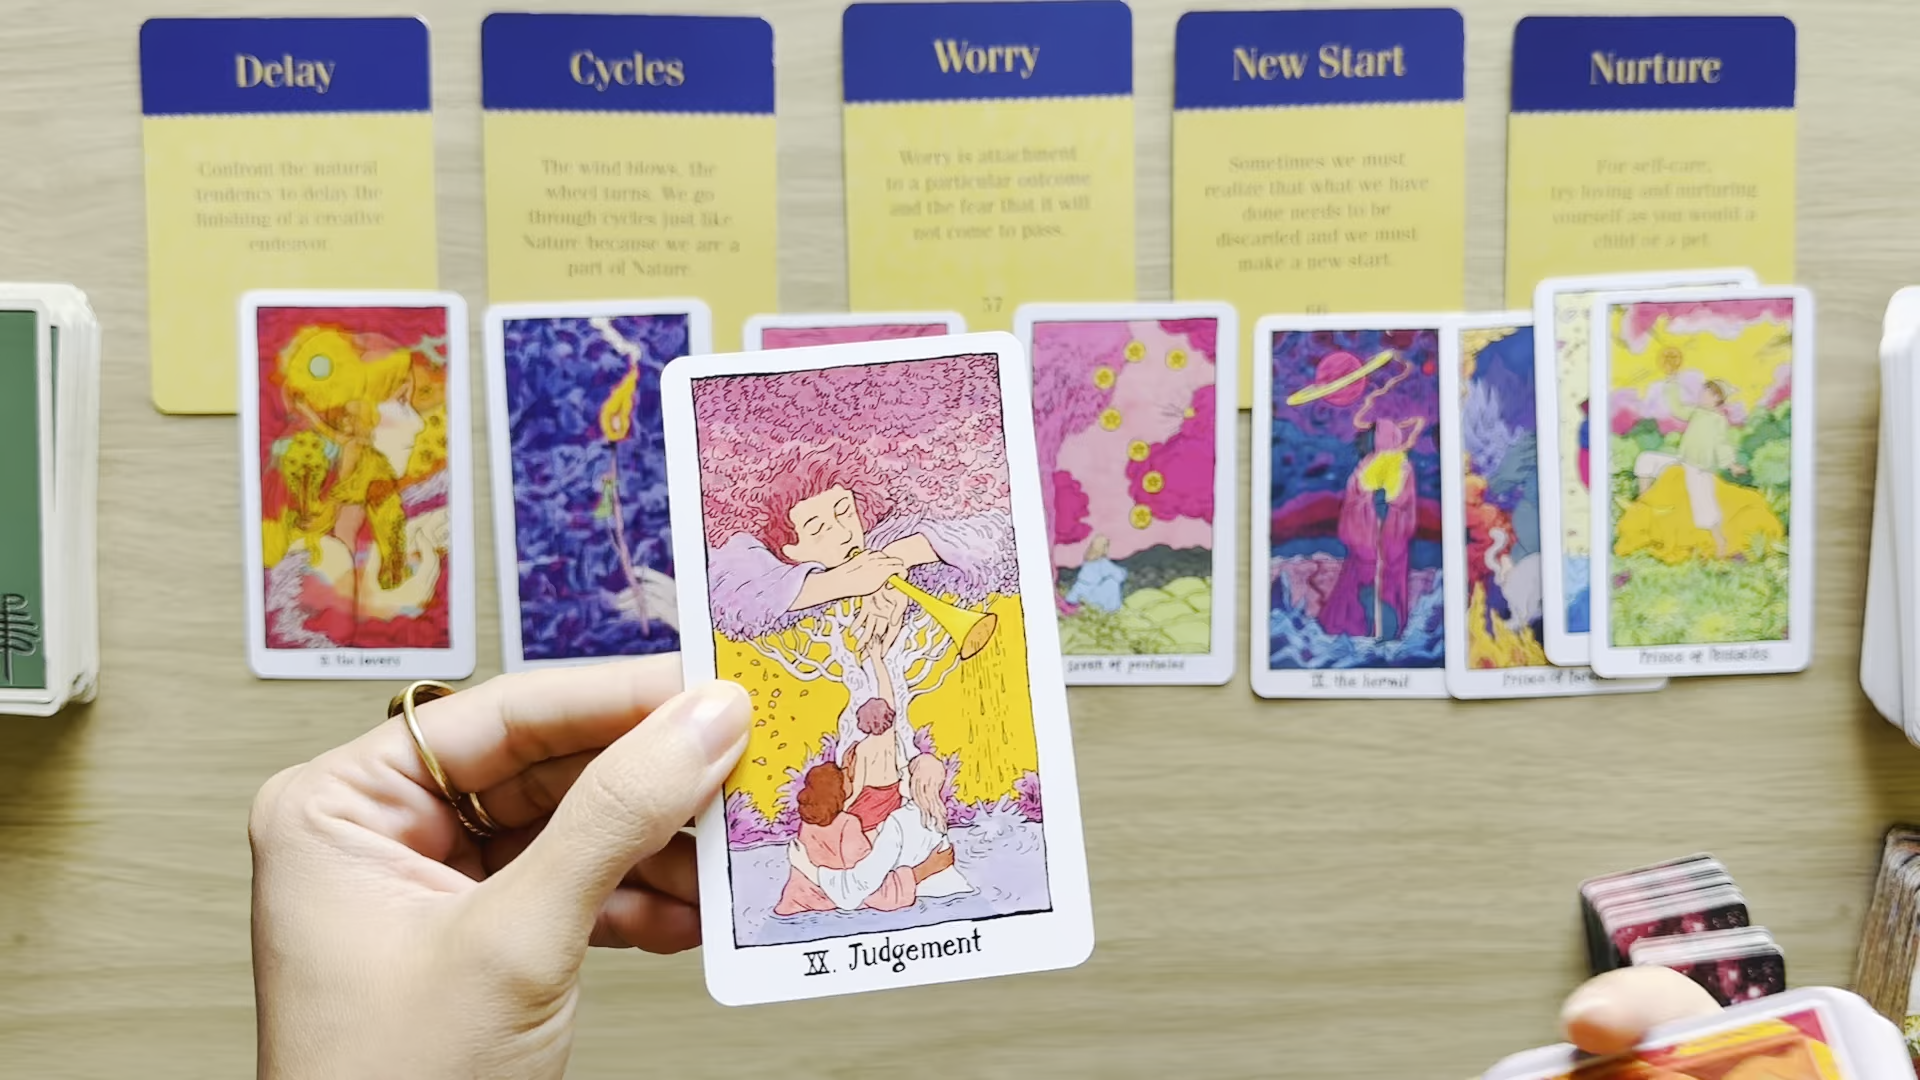 Delay
Confront the natural
tendency to delay the
finishing of a creative
endeavor.
Cycles
The wind blows, the
wheel turns. We go
through cycles just like
Nature because we are a
part of Nature.
Worry
Worry is attachment
to a particular outcome
and the fear that it will
not come to pass.
57
New Start
Sometimes we must
realize that what we have
done needs to be
discarded and we must
make a new start.
Nurture
For self-care,
try loving and nurturing
yourself as you would a
child or a pet.
the lovers
of pentacles
IX. the hermit
Prince of
Prince of Pentacles
XX. Judgement